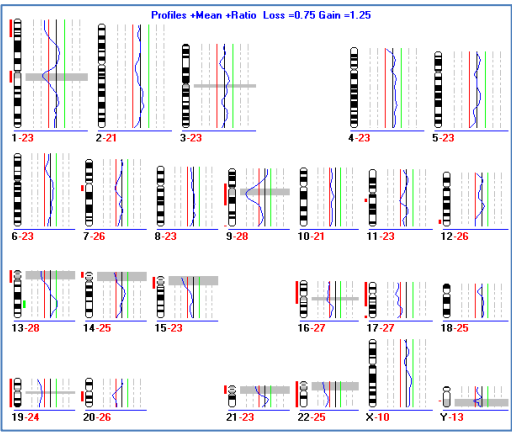 Profiles +Mean +Ratio Loss =0.75 Gain =1.25
1-23 2-21 3-23 4-23 5-23
6-23 7-26 8-23 9-28 10-21 11-23 12-26
13-28 14-25 15-23 16-27 17-27 18-25
19-24 20-26 21-23 22-25 X-10 Y-13